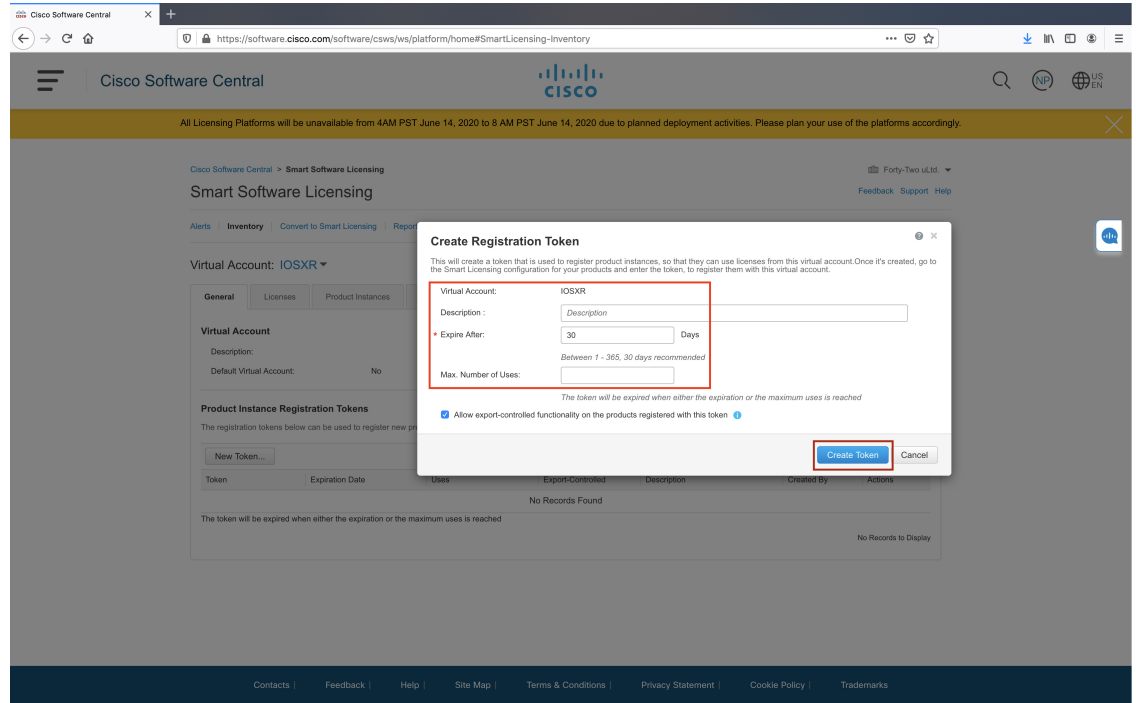 Cisco Software Central
https://software.cisco.com/software/csws/ws/platform/home#SmartLicensing-Inventory
Cisco Software Central
CISCO
NP
US
EN
All Licensing Platforms will be unavailable from 4AM PST June 14, 2020 to 8 AM PST June 14, 2020 due to planned deployment activities. Please plan your use of the platforms accordingly.
Cisco Software Central > Smart Software Licensing
Forty-Two uLtd.
Smart Software Licensing
Feedback Support Help
Alerts | Inventory | Convert to Smart Licensing | Repor
Virtual Account: IOSXR
General
Licenses
Product Instances
Virtual Account
Description:
Default Virtual Account: No
Product Instance Registration Tokens
The registration tokens below can be used to register new pr
New Token...
Token Expiration Date Uses Export-Controlled Description Created By Actions
No Records Found
The token will be expired when either the expiration or the maximum uses is reached
No Records to Display
Create Registration Token
This will create a token that is used to register product instances, so that they can use licenses from this virtual account.Once it's created, go to
the Smart Licensing configuration for your products and enter the token, to register them with this virtual account.
Virtual Account: IOSXR
Description : Description
* Expire After: 30 Days
Between 1 - 365, 30 days recommended
Max. Number of Uses:
The token will be expired when either the expiration or the maximum uses is reached
Allow export-controlled functionality on the products registered with this token
Create Token
Cancel
Contacts | Feedback | Help | Site Map | Terms & Conditions | Privacy Statement | Cookie Policy | Trademarks